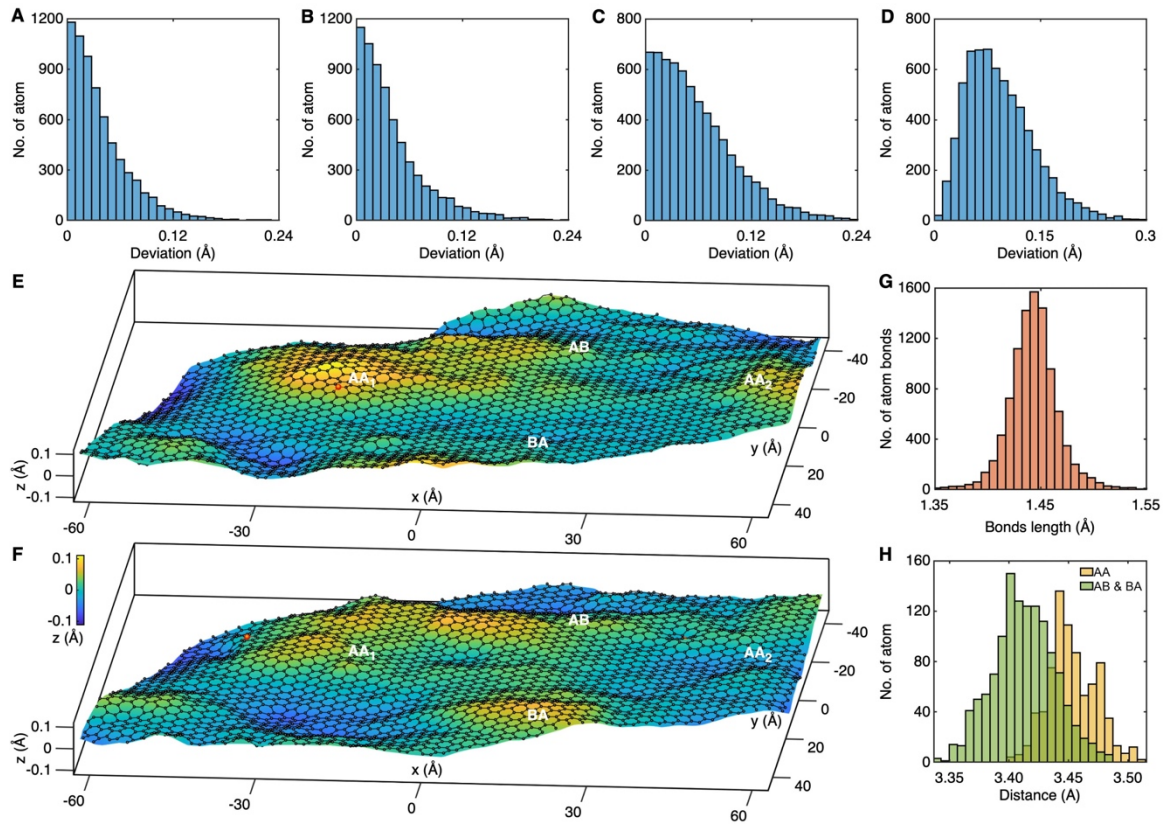 A
1200
900
600
300
0
No. of atom
0 0.12 0.24
Deviation (Å)
B
1200
900
600
300
0
No. of atom
0 0.12 0.24
Deviation (Å)
C
800
600
400
200
0
No. of atom
0 0.12 0.24
Deviation (Å)
D
800
600
400
200
0
No. of atom
0 0.15 0.3
Deviation (Å)
E
AB
AA1
AA2
BA
-40
-20
0
20
40
y (Å)
0.1
0
-0.1
z (Å)
x (Å)
-60 -30 0 30 60
G
1600
1200
800
400
0
No. of atom bonds
1.35 1.45 1.55
Bonds length (Å)
F
0.1
0
-0.1
z (Å)
AB
AA1
AA2
BA
-40
-20
0
20
40
y (Å)
0.1
0
-0.1
z (Å)
x (Å)
-60 0 30 60
H
160
120
80
40
0
No. of atom
AA
AB & BA
3.35 3.40 3.45 3.50
Distance (Å)